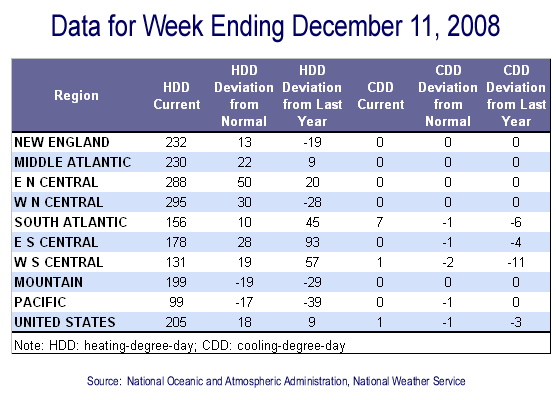 Data for Week Ending December 11, 2008
Region HDD Current HDD Deviation from Normal HDD Deviation from Last Year CDD Current CDD Deviation from Normal CDD Deviation from Last Year
NEW ENGLAND 232 13 -19 0 0 0
MIDDLE ATLANTIC 230 22 9 0 0 0
E N CENTRAL 288 50 20 0 0 0
W N CENTRAL 295 30 -28 0 0 0
SOUTH ATLANTIC 156 10 45 7 -1 -6
E S CENTRAL 178 28 93 0 -1 -4
W S CENTRAL 131 19 57 1 -2 -11
MOUNTAIN 199 -19 -29 0 0 0
PACIFIC 99 -17 -39 0 -1 0
UNITED STATES 205 18 9 1 -1 -3
Note: HDD: heating-degree-day; CDD: cooling-degree-day
Source: National Oceanic and Atmospheric Administration, National Weather Service